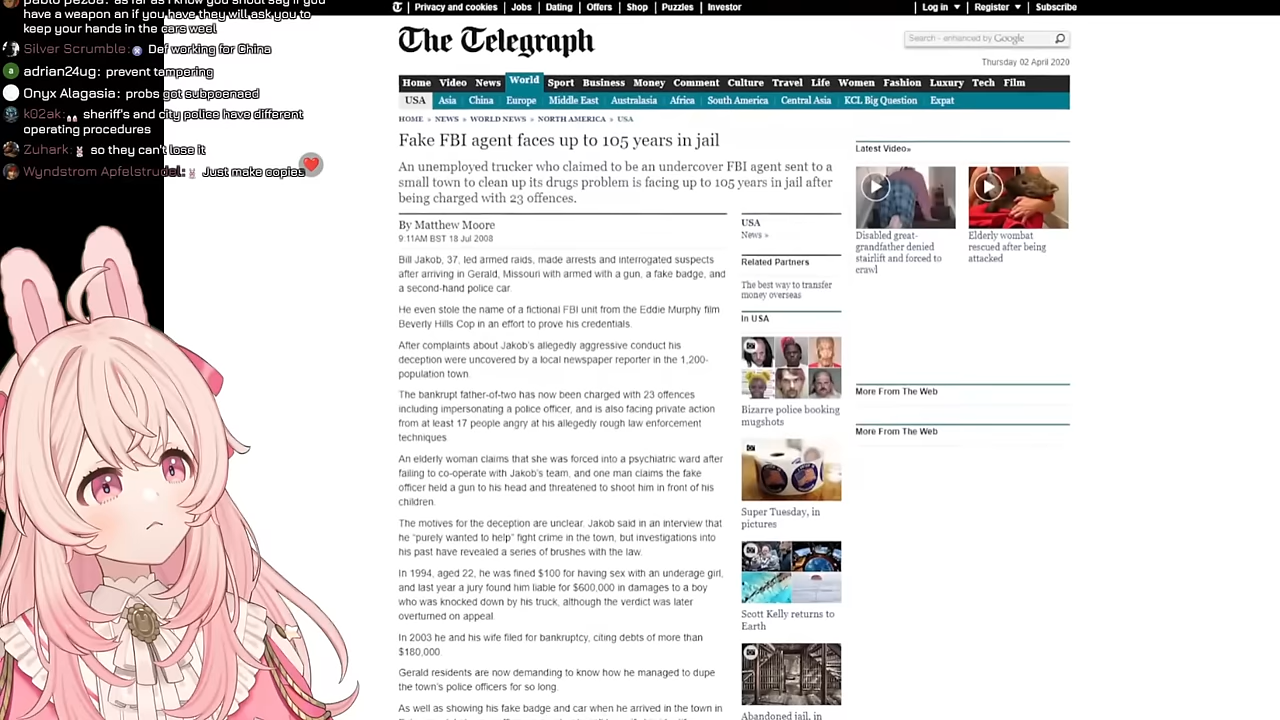 pablo pezoa: as far as i know you shoul say if you
have a weapon an if you have they will ask you to
keep your hands in the cars weel
Silver Scrumble: Def working for China
adrian24ug: prevent tampering
Onyx Alagasia: probs got subpoenaed
k02ak: sheriff's and city police have different
operating procedures
Zuhark: so they can't lose it
Wyndstrom Apfelstrudel: Just make copies
Privacy and cookies
Jobs
Dating
Offers
Shop
Puzzles
Investor
Log in
Register
Subscribe
The Telegraph
Search - enhanced by Google
Thursday 02 April 2020
Home Video News World Sport Business Money Comment Culture Travel Life Women Fashion Luxury Tech Film
USA Asia China Europe Middle East Australasia Africa South America Central Asia KCL Big Question Expat
HOME » NEWS » WORLD NEWS » NORTH AMERICA » USA
Fake FBI agent faces up to 105 years in jail
An unemployed trucker who claimed to be an undercover FBI agent sent to a
small town to clean up its drugs problem is facing up to 105 years in jail after
being charged with 23 offences.
By Matthew Moore
9:11AM BST 18 Jul 2008
Bill Jakob, 37, led armed raids, made arrests and interrogated suspects
after arriving in Gerald, Missouri with armed with a gun, a fake badge, and
a second-hand police car.
He even stole the name of a fictional FBI unit from the Eddie Murphy film
Beverly Hills Cop in an effort to prove his credentials.
After complaints about Jakob's allegedly aggressive conduct his
deception were uncovered by a local newspaper reporter in the 1,200-
population town.
The bankrupt father-of-two has now been charged with 23 offences
including impersonating a police officer, and is also facing private action
from at least 17 people angry at his allegedly rough law enforcement
techniques.
An elderly woman claims that she was forced into a psychiatric ward after
failing to co-operate with Jakob's team, and one man claims the fake
officer held a gun to his head and threatened to shoot him in front of his
children.
The motives for the deception are unclear. Jakob said in an interview that
he "purely wanted to help" fight crime in the town, but investigations into
his past have revealed a series of brushes with the law.
In 1994, aged 22, he was fined $100 for having sex with an underage girl,
and last year a jury found him liable for $600,000 in damages to a boy
who was knocked down by his truck, although the verdict was later
overturned on appeal.
In 2003 he and his wife filed for bankruptcy, citing debts of more than
$180,000.
Gerald residents are now demanding to know how he managed to dupe
the town's police officers for so long.
As well as showing his fake badge and car when he arrived in the town in
USA
News »
Related Partners
The best way to transfer
money overseas
In USA
Bizarre police booking
mugshots
Super Tuesday, in
pictures
Scott Kelly returns to
Earth
Abandoned jail, in
Latest Video»
Disabled great-
grandfather denied
stairlift and forced to
crawl
Elderly wombat
rescued after being
attacked
More From The Web
More From The Web